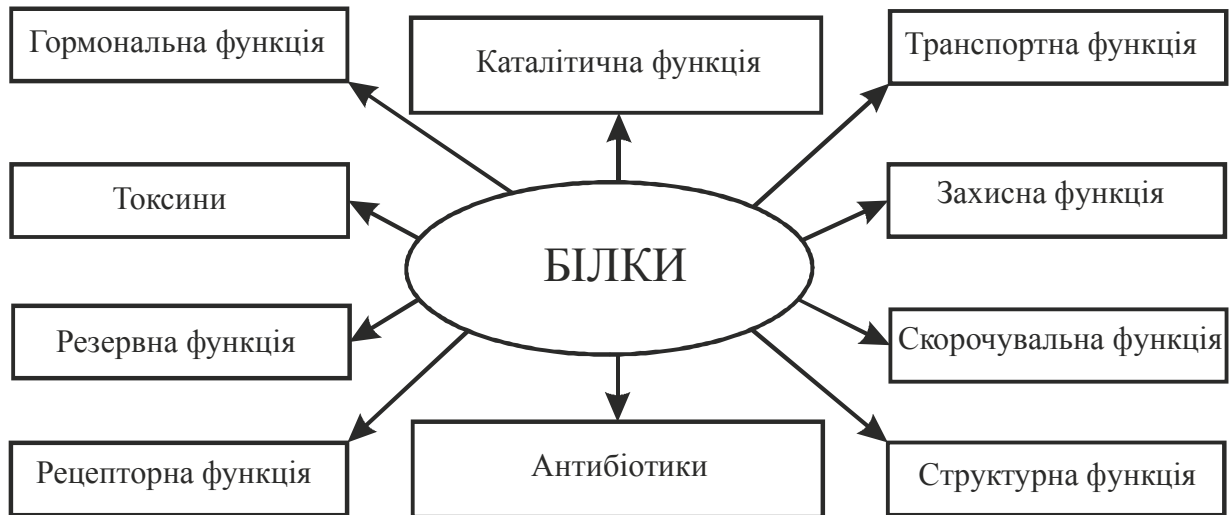 Гормональна функція
Каталітична функція
Транспортна функція
Токсини
Захисна функція
БІЛКИ
Резервна функція
Скорочувальна функція
Рецепторна функція
Антибіотики
Структурна функція